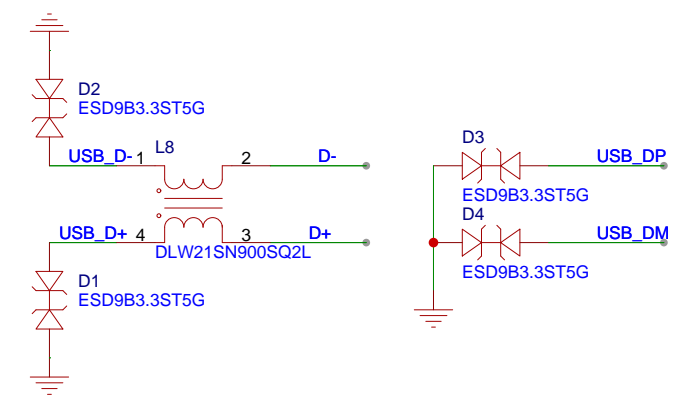 D2
ESD9B3.3ST5G
USB_D- 1 L8 2 D-
USB_D+ 4 3 D+
DLW21SN900SQ2L
D1
ESD9B3.3ST5G
D3
USB_DP
ESD9B3.3ST5G
D4
USB_DM
ESD9B3.3ST5G